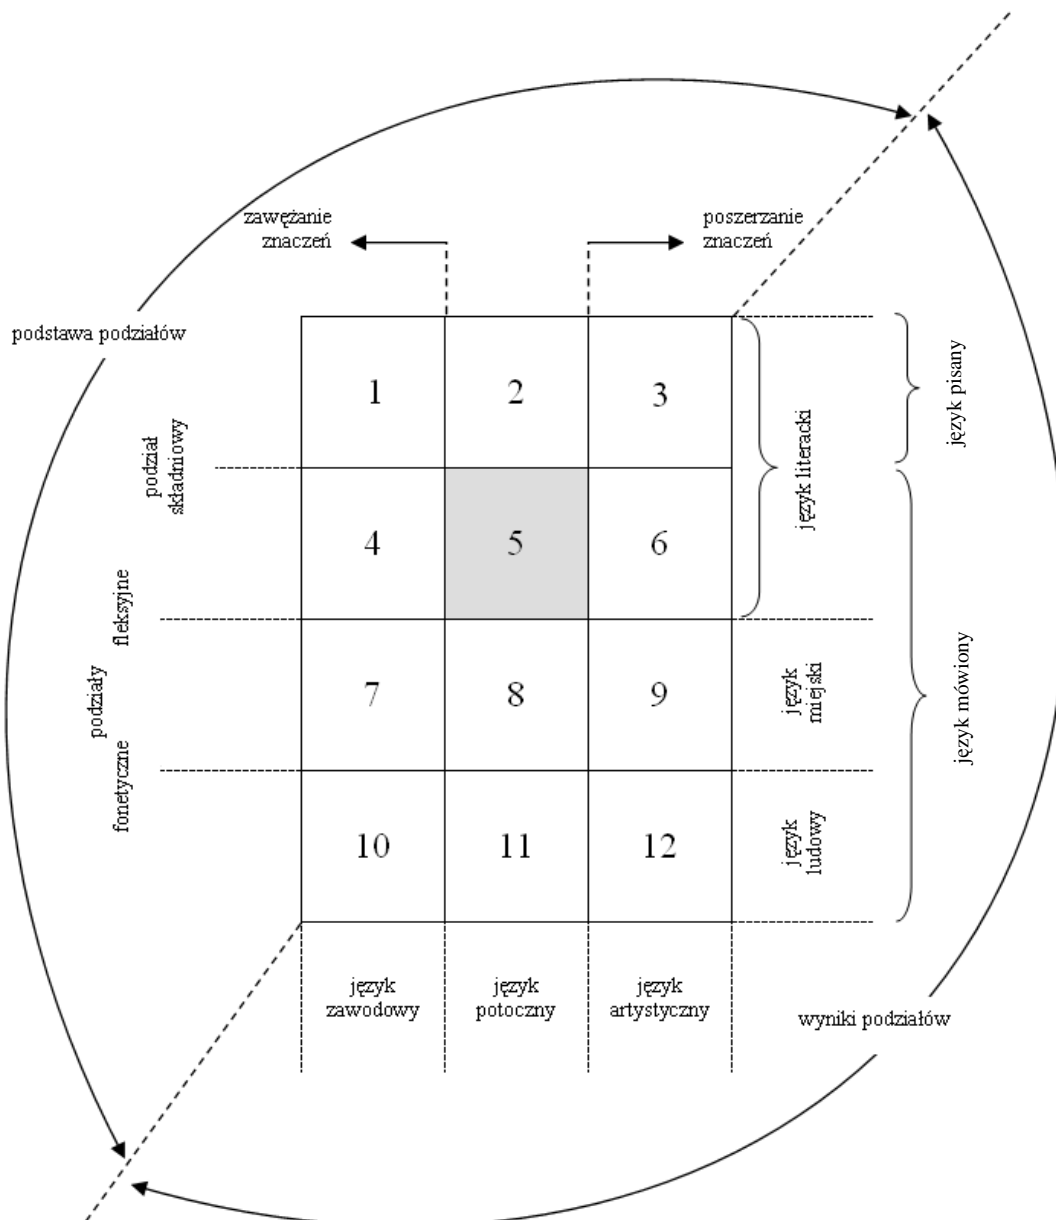 zawężanie
znaczeń
poszerzanie
znaczeń
podstawa podziałów
1
2
3
język pisany
podział
składniowy
język literacki
4
5
6
fleksyjne
podziały
fonetyczne
7
8
9
język
miejski
język mówiony
10
11
12
język
ludowy
język
zawodowy
język
potoczny
język
artystyczny
wyniki podziałów